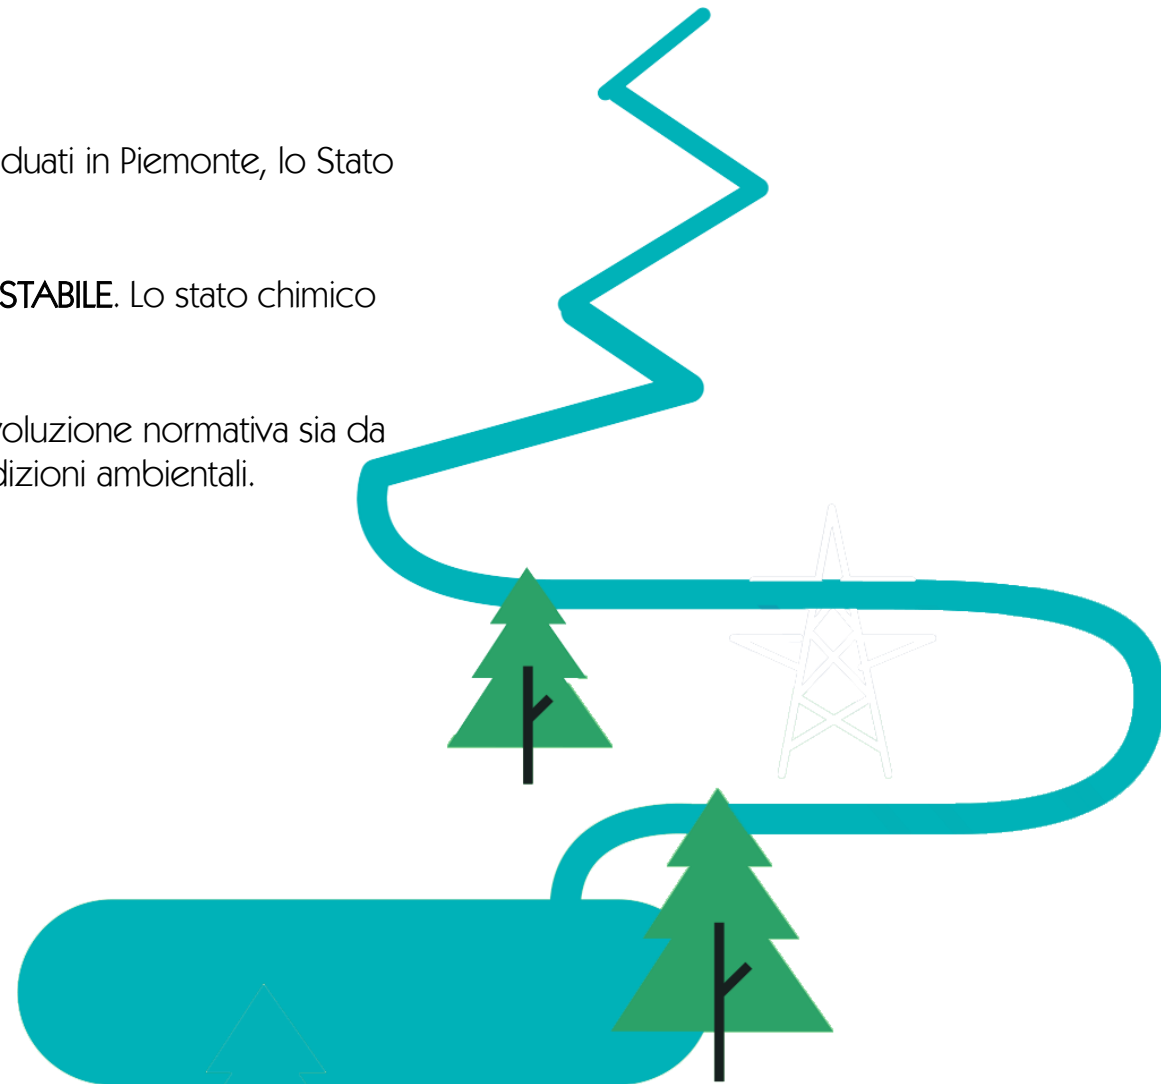 duati in Piemonte, lo Stato
STABILE. Lo stato chimico
voluzione normativa sia da
dizioni ambientali.